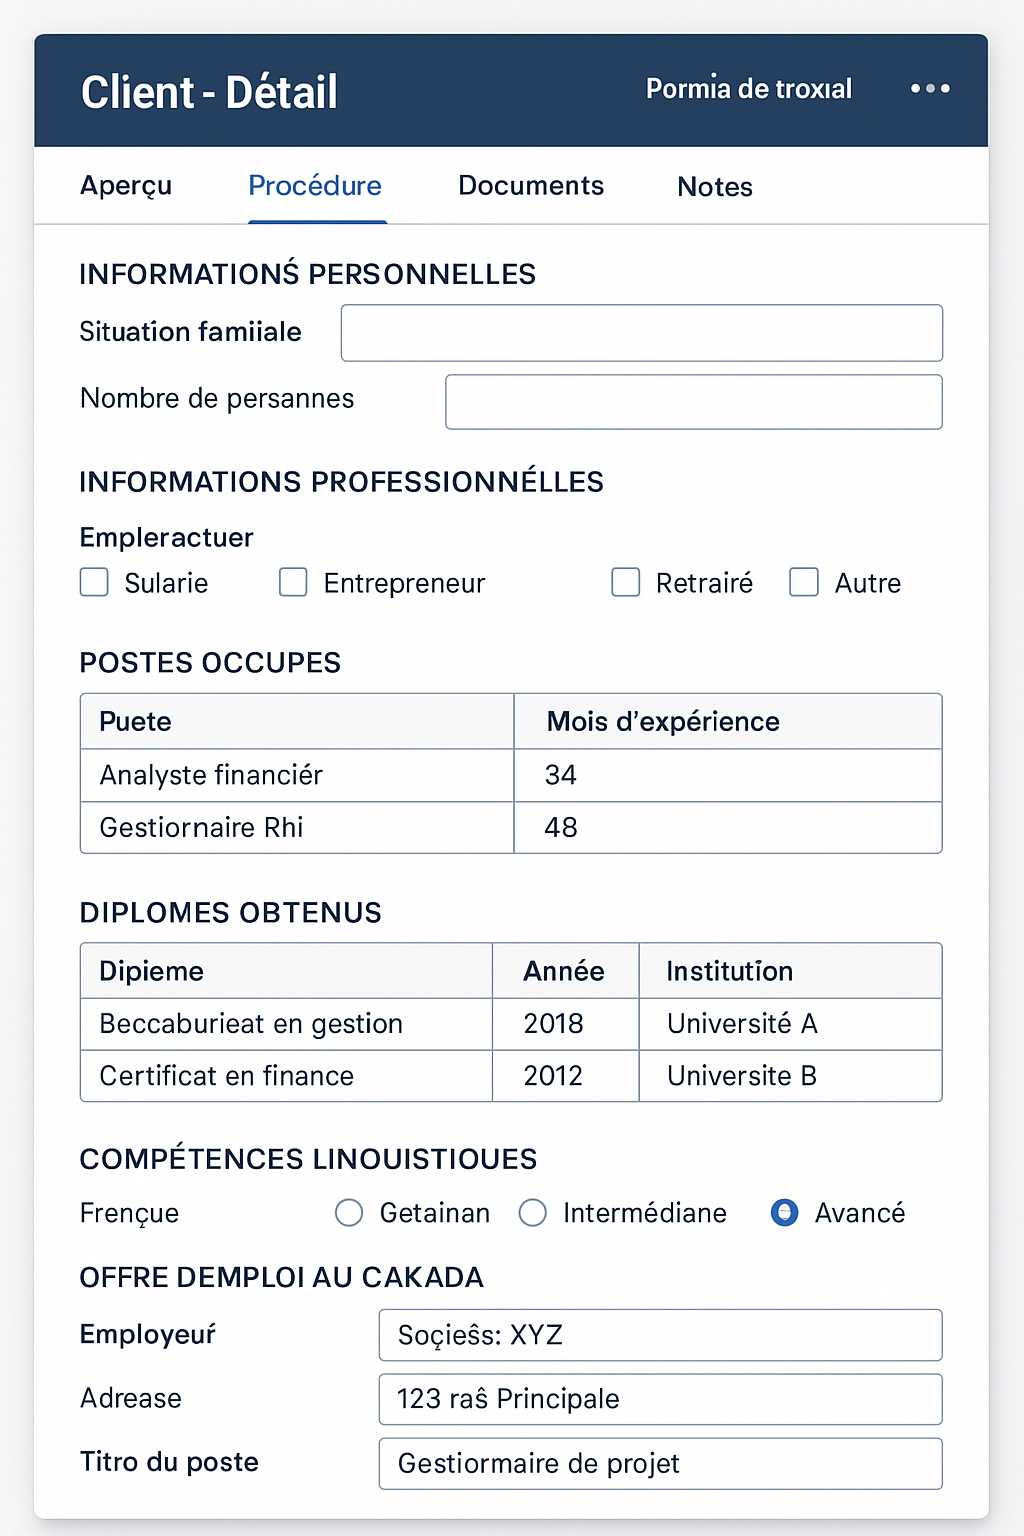 Client - Détail
Pormia de troxıal
Aperçu
Procédure
Documents
Notes
INFORMATIONŚ PERSONNELLES
Situation famiiale
Nombre de persannes
INFORMATIONS PROFESSIONNÉLLES
Empleractuer
Sularie
Entrepreneur
Retrairé
Autre
POSTES OCCUPES
Puete
Mois d’expérience
Analyste financiér
34
Gestiornaire Rhi
48
DIPLOMES OBTENUS
Dipieme
Année
Institution
Beccaburieat en gestion
2018
Université A
Certificat en finance
2012
Universite B
COMPÉTENCES LINOUISTIOUES
Frençue
Getainan
Intermédiane
Avancé
OFFRE DEMPLOI AU CAKADA
Employeuŕ
Soçieŝs: XYZ
Adrease
123 raŝ Principale
Titro du poste
Gestiormaire de projet